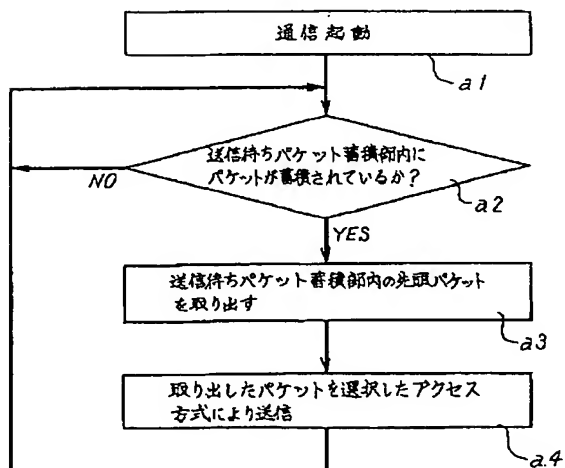 通信起動
a1
送信待ちパケット蓄積部内に
パケットが蓄積されているか?
a2
NO
YES
送信待ちパケット蓄積部内の先頭パケット
を取り出す
a3
取り出したパケットを選択したアクセス
方式により送信
a.4